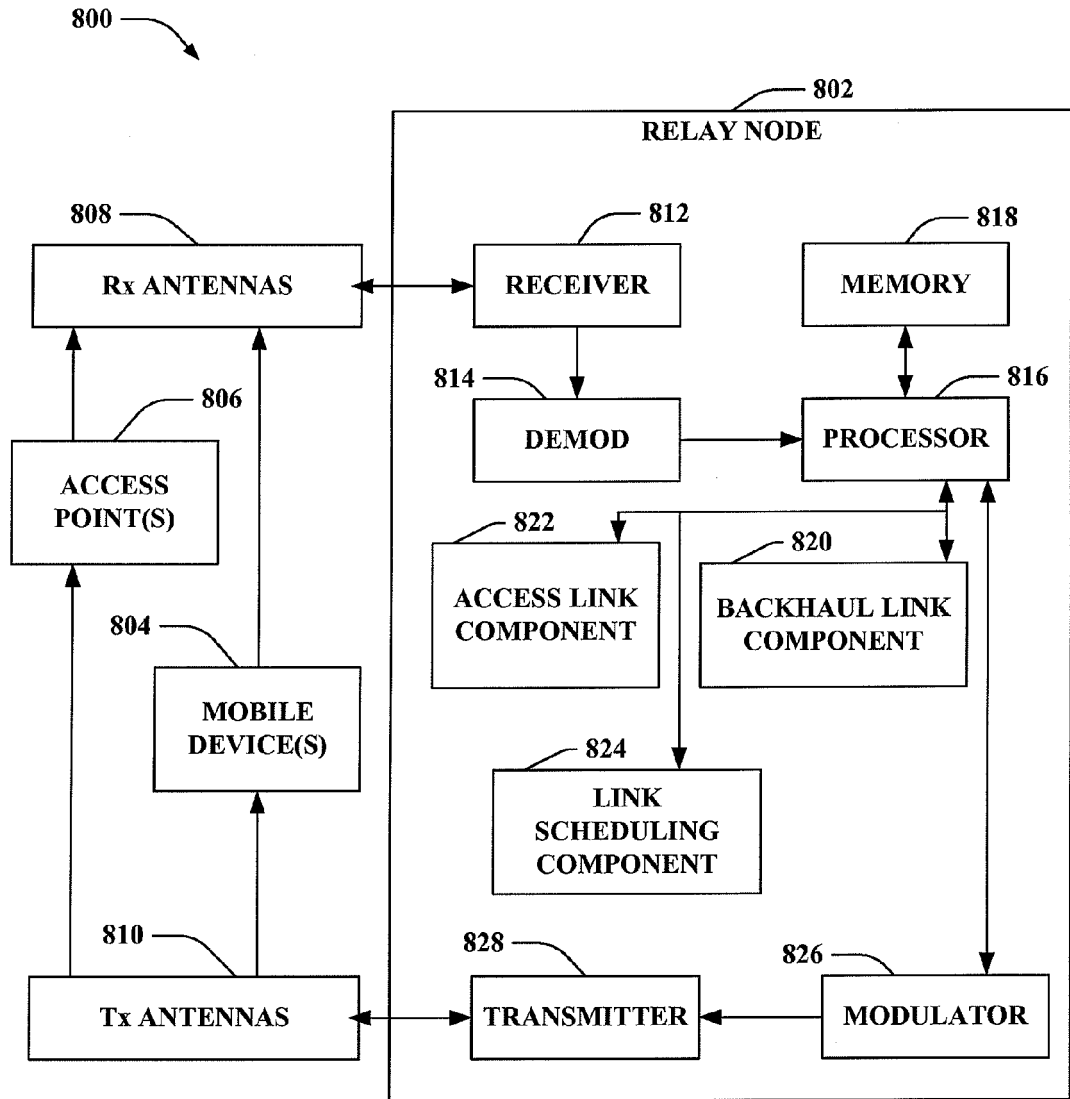 800
802
RELAY NODE
808
Rx ANTENNAS
812
RECEIVER
818
MEMORY
806
ACCESS
POINT(S)
814
DEMOD
816
PROCESSOR
822
ACCESS LINK
COMPONENT
820
BACKHAUL LINK
COMPONENT
804
MOBILE
DEVICE(S)
824
LINK
SCHEDULING
COMPONENT
810
Tx ANTENNAS
828
TRANSMITTER
826
MODULATOR